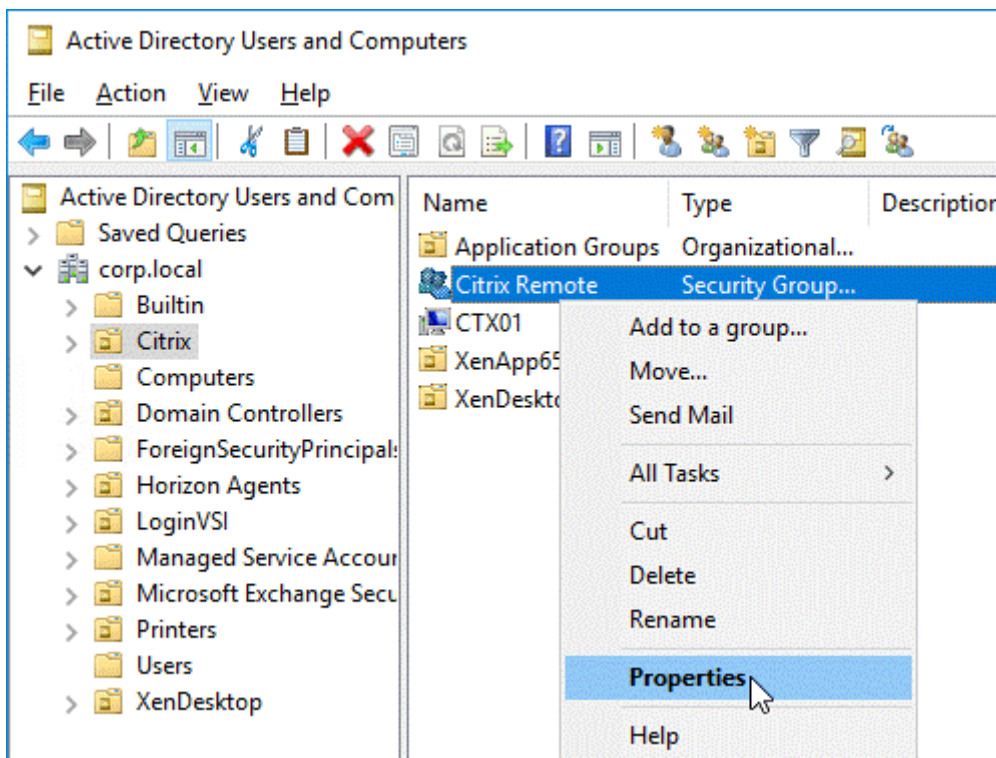 Active Directory Users and Computers
File Action View Help
Active Directory Users and Com
Saved Queries
corp.local
Builtin
Citrix
Computers
Domain Controllers
ForeignSecurityPrincipals
Horizon Agents
LoginVSI
Managed Service Accour
Microsoft Exchange Secu
Printers
Users
XenDesktop
Name Type Description
Application Groups Organizational...
Citrix Remote Security Group...
CTX01
XenApp65
XenDeskto
Add to a group...
Move...
Send Mail
All Tasks
Cut
Delete
Rename
Properties
Help